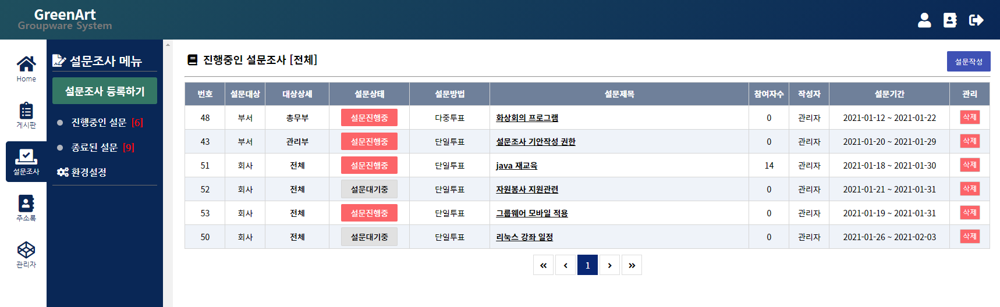 GreenArt
Groupware System
Home
게시판
설문조사
주소록
관리자
설문조사 메뉴
설문조사 등록하기
진행중인 설문 [6]
종료된 설문 [9]
환경설정
진행중인 설문조사 [전체]
설문작성
번호 설문대상 대상상세 설문상태 설문방법 설문제목 참여자수 작성자 설문기간 관리
48 부서 총무부 설문진행중 다중투표 화상회의 프로그램 0 관리자 2021-01-12 ~ 2021-01-22 삭제
43 부서 관리부 설문진행중 단일투표 설문조사 기안작성 권한 0 관리자 2021-01-20 ~ 2021-01-29 삭제
51 회사 전체 설문진행중 단일투표 java 재교육 14 관리자 2021-01-18 ~ 2021-01-30 삭제
52 회사 전체 설문대기중 단일투표 자원봉사 지원관련 0 관리자 2021-01-21 ~ 2021-01-31 삭제
53 회사 전체 설문진행중 단일투표 그룹웨어 모바일 적용 0 관리자 2021-01-19 ~ 2021-01-31 삭제
50 회사 전체 설문대기중 단일투표 리눅스 강좌 일정 0 관리자 2021-01-26 ~ 2021-02-03 삭제
1